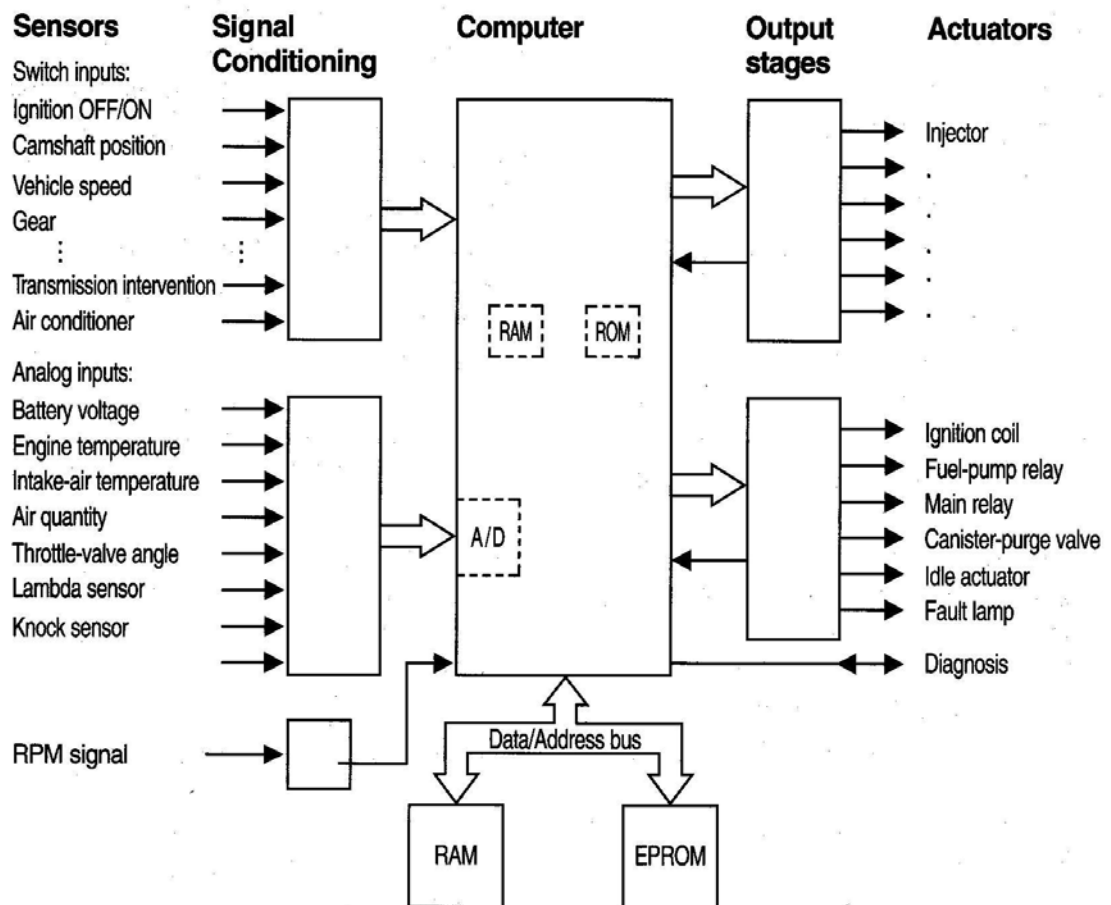 Sensors
Signal
Conditioning
Computer
Output
stages
Actuators
Switch inputs:
Ignition OFF/ON
Camshaft position
Vehicle speed
Gear
Transmission intervention
Air conditioner
Analog inputs:
Battery voltage
Engine temperature
Intake-air temperature
Air quantity
Throttle-valve angle
Lambda sensor
Knock sensor
RPM signal
RAM
ROM
A/D
Injector
Ignition coil
Fuel-pump relay
Main relay
Canister-purge valve
Idle actuator
Fault lamp
Diagnosis
Data/Address bus
RAM
EPROM